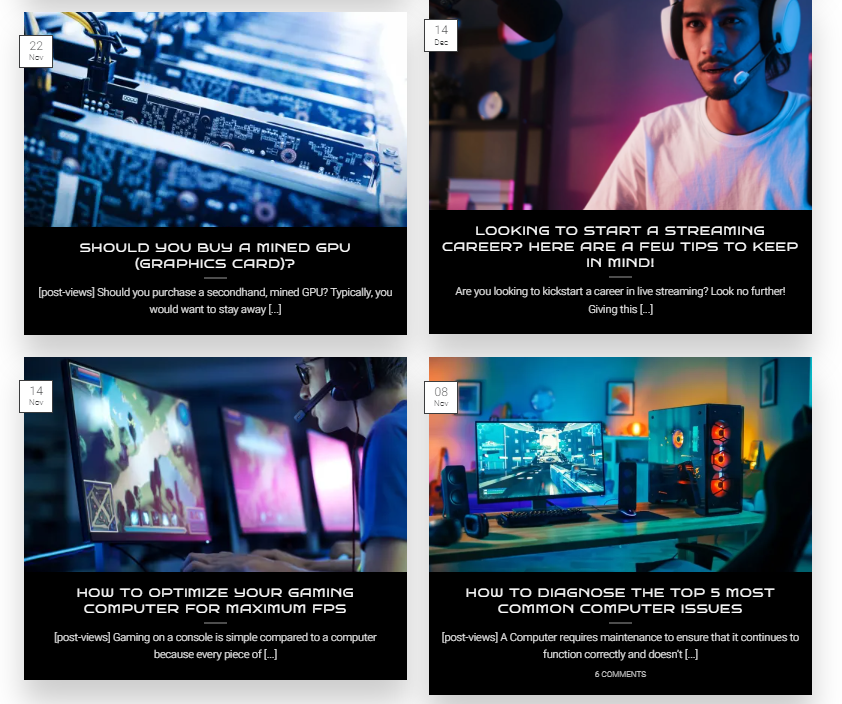 22
Nov
SHOULD YOU BUY A MINED GPU
(GRAPHICS CARD)?
[post-views] Should you purchase a secondhand, mined GPU? Typically, you
would want to stay away [...]
14
Dec
LOOKING TO START A STREAMING
CAREER? HERE ARE A FEW TIPS TO KEEP
IN MIND!
Are you looking to kickstart a career in live streaming? Look no further!
Giving this [...]
14
Nov
HOW TO OPTIMIZE YOUR GAMING
COMPUTER FOR MAXIMUM FPS
[post-views] Gaming on a console is simple compared to a computer
because every piece of [...]
08
Nov
HOW TO DIAGNOSE THE TOP 5 MOST
COMMON COMPUTER ISSUES
[post-views] A Computer requires maintenance to ensure that it continues to
function correctly and doesn't [...]
6 COMMENTS